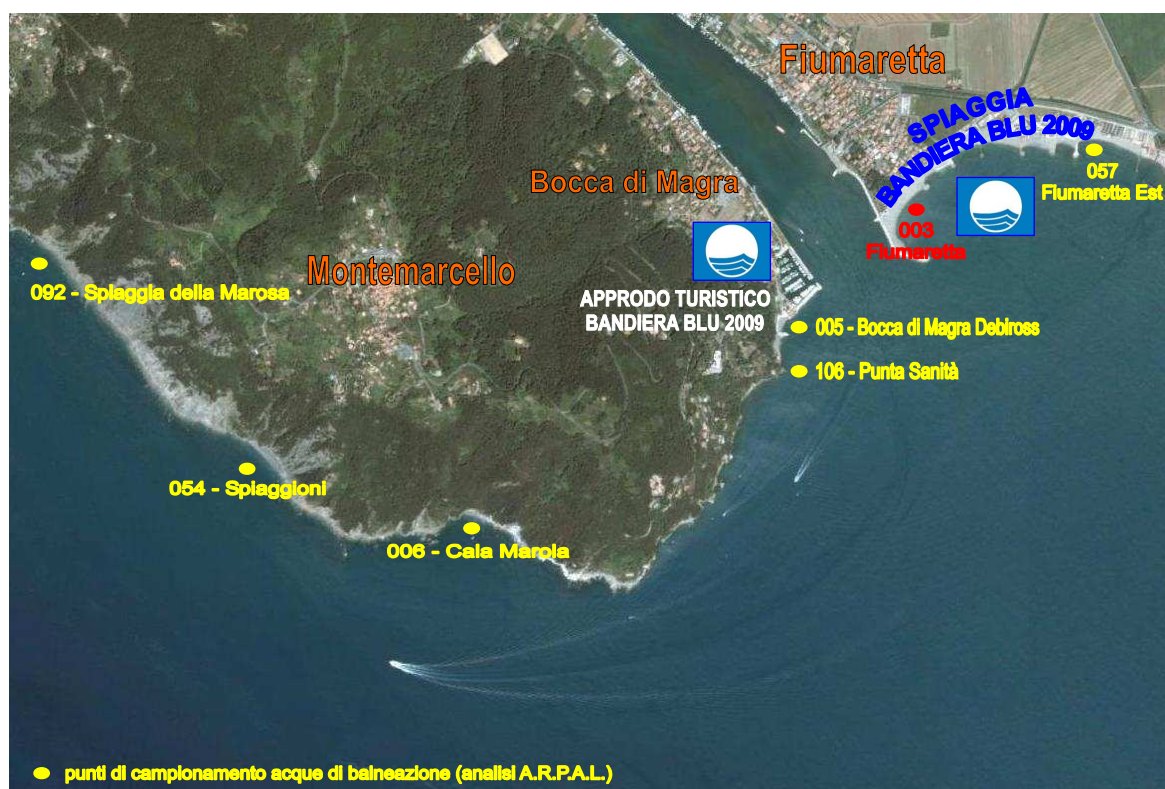 Fiumaretta
SPIAGGIA
BANDIERA BLU 2009
057
Fiumaretta Est
Bocca di Magra
003
Fiumaretta
Montemarcello
092 - Spiaggia della Marosa
APPRODO TURISTICO
BANDIERA BLU 2009
005 - Bocca di Magra Debiross
106 - Punta Sanità
054 - Spiaggioni
006 - Cala Marola
punti di campionamento acque di balneazione (analisi A.R.P.A.L.)